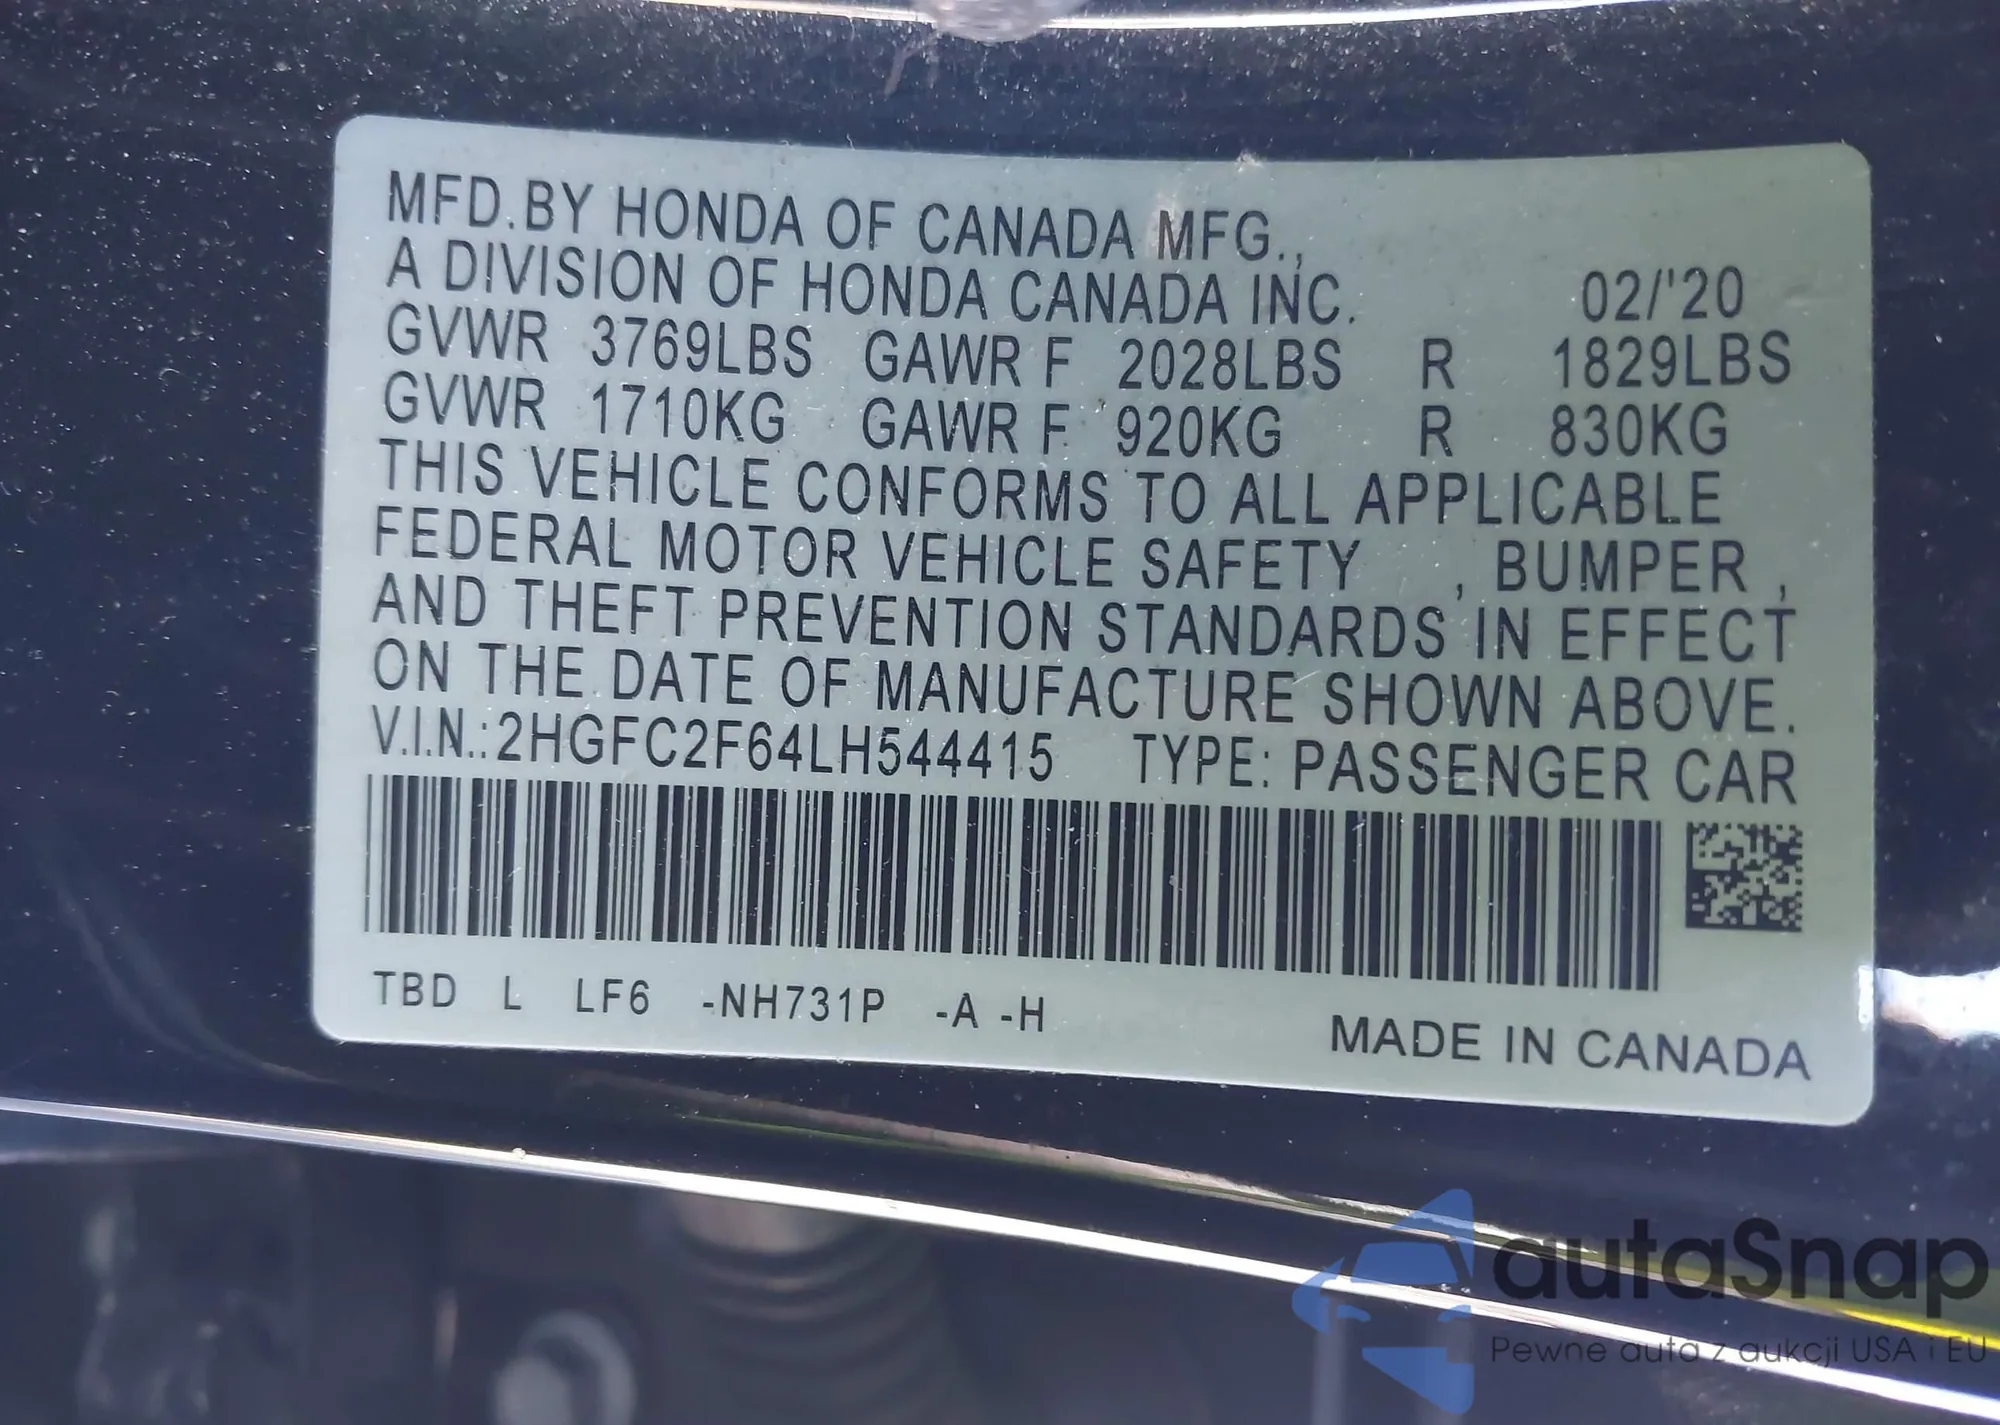 MFD.BY HONDA OF CANADA MFG.,
A DIVISION OF HONDA CANADA INC. 02/'20
GVWR 3769LBS GAWR F 2028LBS R 1829LBS
GVWR 1710KG GAWR F 920KG R 830KG
THIS VEHICLE CONFORMS TO ALL APPLICABLE
FEDERAL MOTOR VEHICLE SAFETY , BUMPER ,
AND THEFT PREVENTION STANDARDS IN EFFECT
ON THE DATE OF MANUFACTURE SHOWN ABOVE.
V.I.N.:2HGFC2F64LH544415 TYPE: PASSENGER CAR
TBD L LF6 -NH731P -A -H
MADE IN CANADA
autaSnap
Pewne auta z aukcji USA i EU